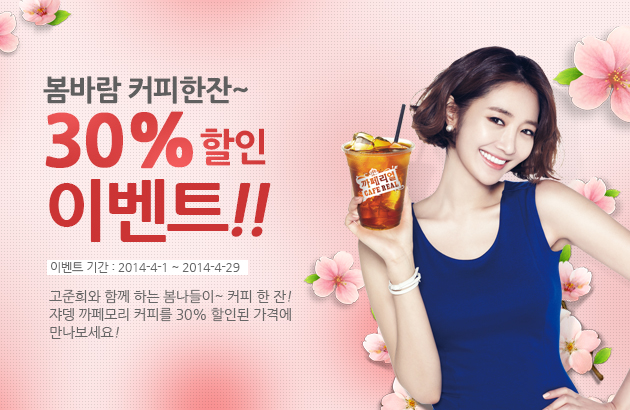 봄바람 커피한잔~
30% 할인
이벤트!!
이벤트 기간 : 2014-4-1 ~ 2014-4-29
고준희와 함께 하는 봄나들이~ 커피 한 잔!
쟈뎅 까페모리 커피를 30% 할인된 가격에
만나보세요!
까페리얼
CAFE REAL